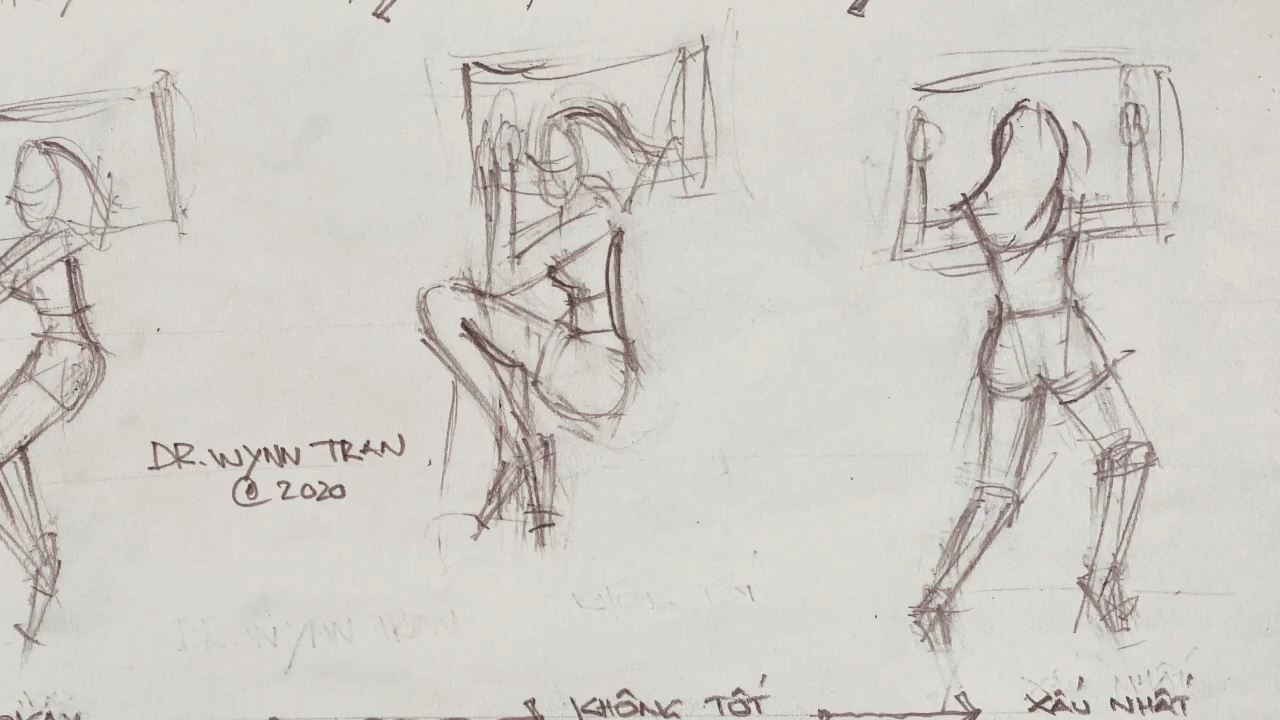 DR. WYNN TRAN
@ 2020
KHÔNG TỐT
XẤU NHẤT